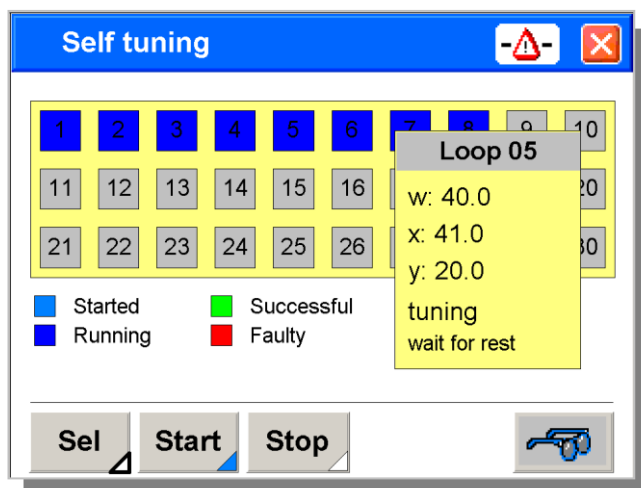 Self tuning
1 2 3 4 5 6 7 8 9 10
11 12 13 14 15 16 20
21 22 23 24 25 26 30
Loop 05
w: 40.0
x: 41.0
y: 20.0
tuning
wait for rest
Started Successful
Running Faulty
Sel Start Stop